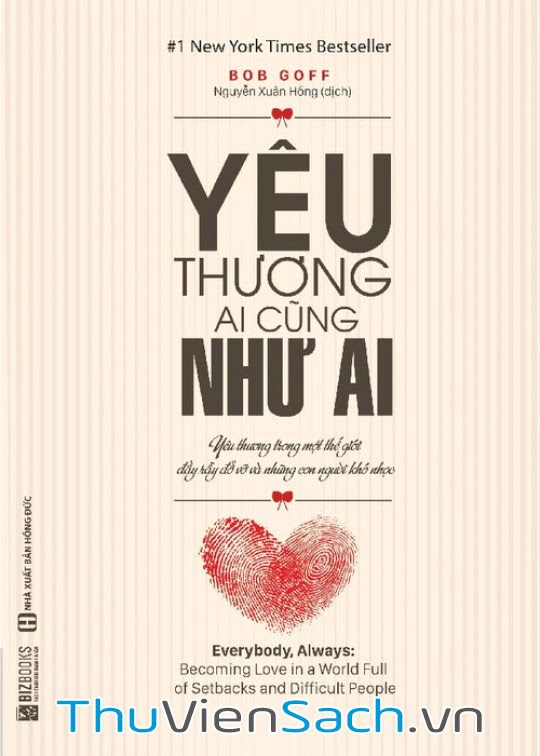 #1 New York Times Bestseller
BOB GOFF
Nguyễn Xuân Hồng (dịch)
YÊU
THƯƠNG
AI CŨNG
NHƯ AI
Yêu thương trong một thế giới
đầy rẫy đổ vỡ và những con người khó nhọc
Everybody, Always:
Becoming Love in a World Full
of Setbacks and Difficult People
NHÀ XUẤT BẢN HỒNG ĐỨC
BIZBOOKS
ThuVienSach.vn